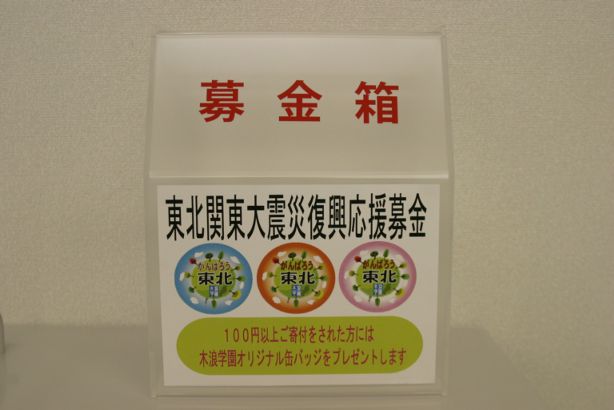 募金箱
東北関東大震災復興応援募金
がんばろう
東北
がんばろう
東北
がんばろう
東北
100円以上ご寄付をされた方には
木浪学園オリジナル缶バッジをプレゼントします